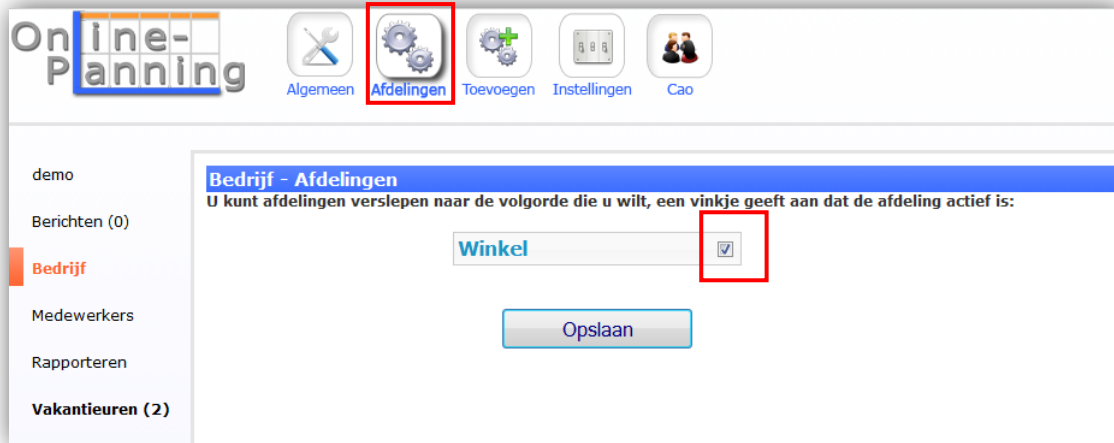 Online-
Planning
Algemeen Afdelingen Toevoegen Instellingen Cao
demo
Berichten (0)
Bedrijf
Medewerkers
Rapporteren
Vakantieuren (2)
Bedrijf - Afdelingen
U kunt afdelingen verslepen naar de volgorde die u wilt, een vinkje geeft aan dat de afdeling actief is:
Winkel
Opslaan